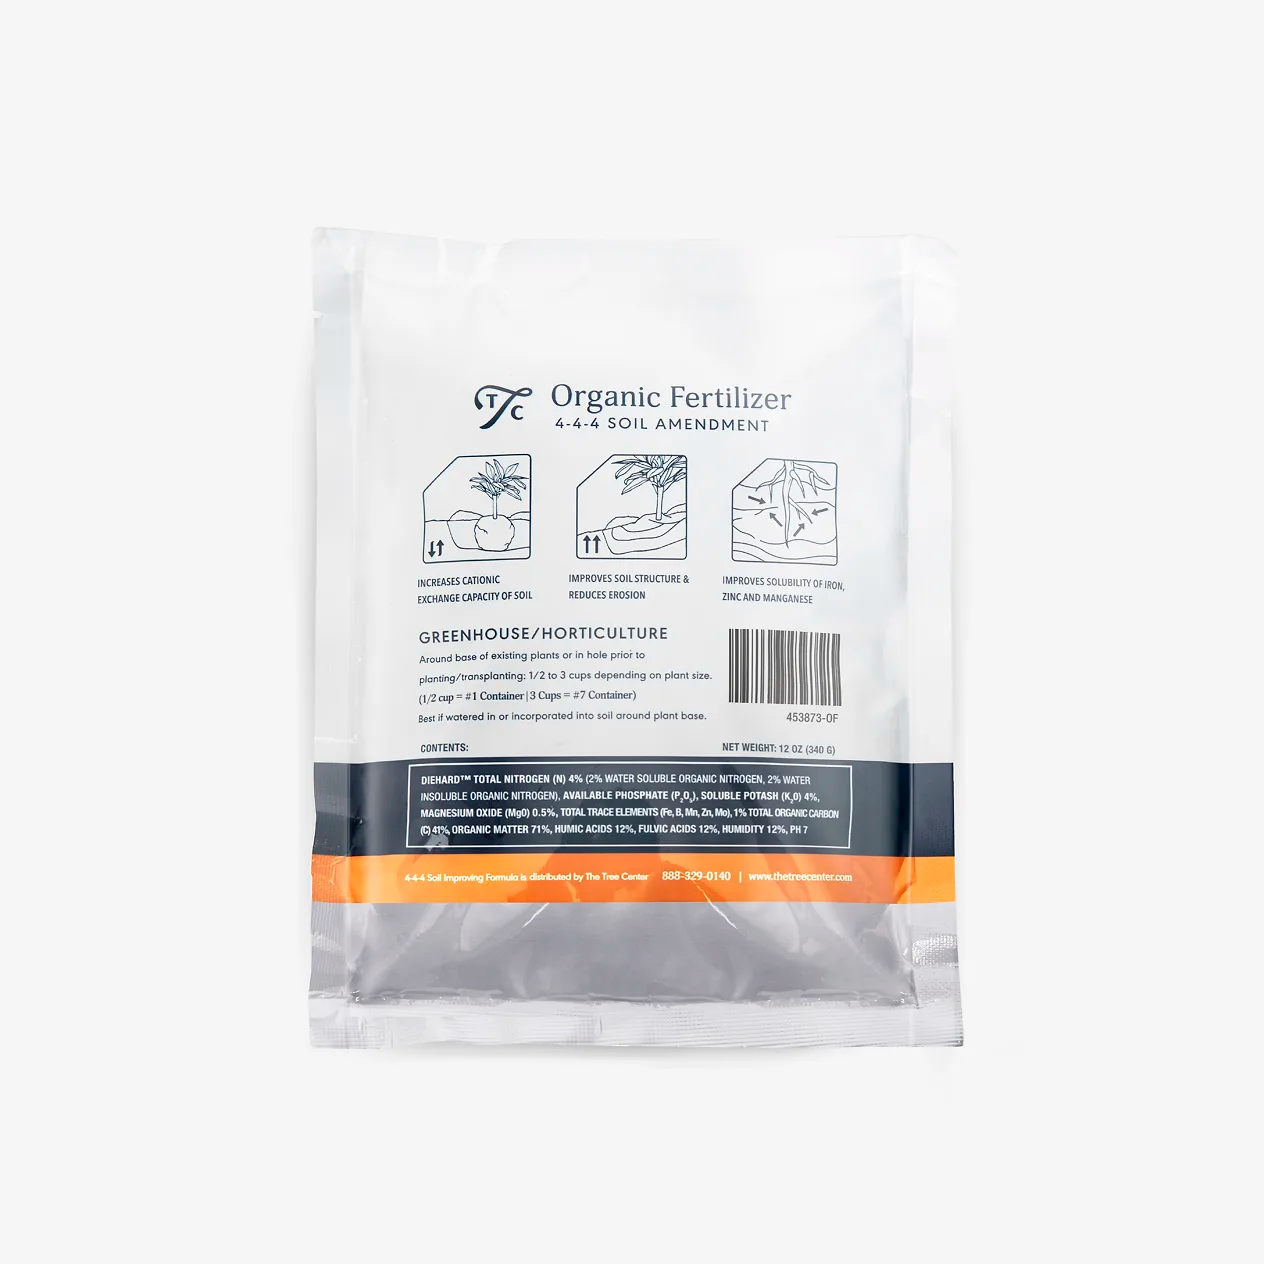 TC
Organic Fertilizer
4-4-4 SOIL AMENDMENT
INCREASES CATIONIC
EXCHANGE CAPACITY OF SOIL
IMPROVES SOIL STRUCTURE &
REDUCES EROSION
IMPROVES SOLUBILITY OF IRON,
ZINC AND MANGANESE
GREENHOUSE/HORTICULTURE
Around base of existing plants or in hole prior to
planting/transplanting: 1/2 to 3 cups depending on plant size.
(1/2 cup = #1 Container | 3 Cups = #7 Container)
Best if watered in or incorporated into soil around plant base.
453873-0F
CONTENTS:
NET WEIGHT: 12 OZ (340 G)
DIEHARD™ TOTAL NITROGEN (N) 4% (2% WATER SOLUBLE ORGANIC NITROGEN, 2% WATER
INSOLUBLE ORGANIC NITROGEN), AVAILABLE PHOSPHATE (P₂O₅), SOLUBLE POTASH (K₂0) 4%,
MAGNESIUM OXIDE (MgO) 0.5%, TOTAL TRACE ELEMENTS (Fe, B, Mn, Zn, Mo), 1% TOTAL ORGANIC CARBON
(C) 41%, ORGANIC MATTER 71%, HUMIC ACIDS 12%, FULVIC ACIDS 12%, HUMIDITY 12%, PH 7
4-4-4 Soil Improving Formula is distributed by The Tree Center 888-329-0140 | www.thetreecenter.com